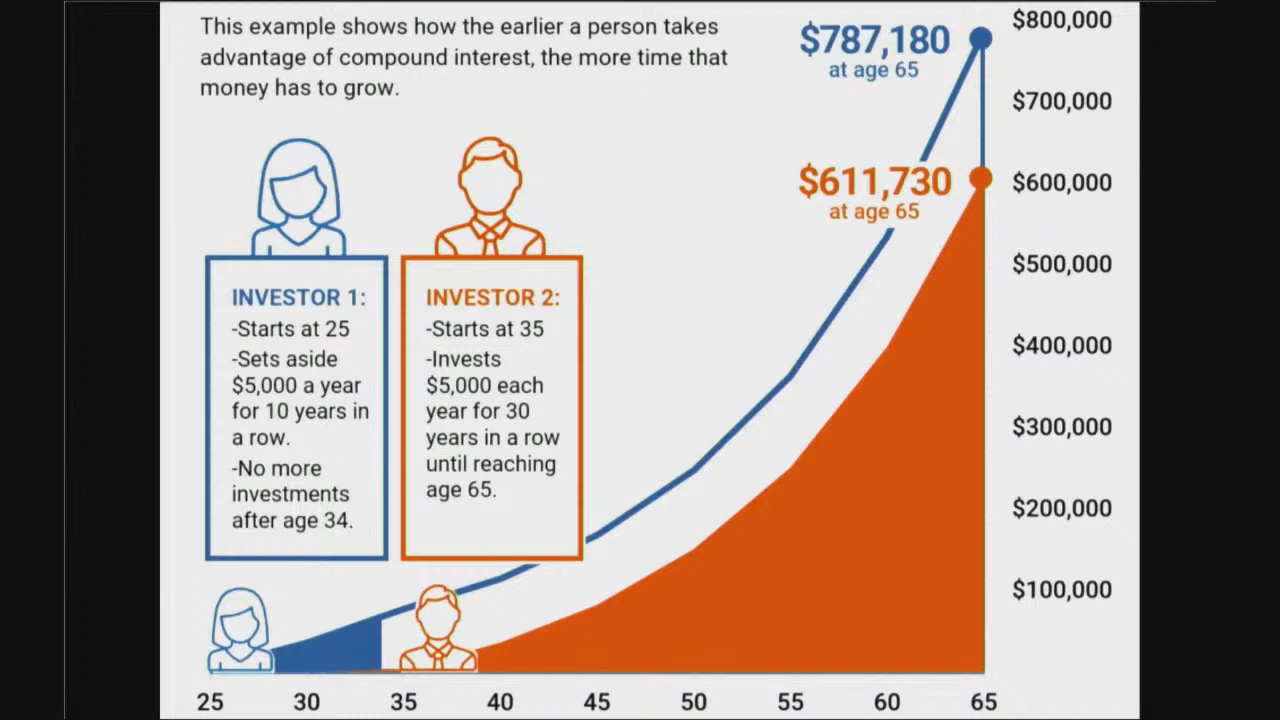 This example shows how the earlier a person takes
advantage of compound interest, the more time that
money has to grow.
$787,180
at age 65
$611,730
at age 65
$800,000
$700,000
$600,000
$500,000
$400,000
$300,000
$200,000
$100,000
INVESTOR 1:
-Starts at 25
-Sets aside
$5,000 a year
for 10 years in
a row.
-No more
investments
after age 34.
INVESTOR 2:
-Starts at 35
-Invests
$5,000 each
year for 30
years in a row
until reaching
age 65.
25 30 35 40 45 50 55 60 65